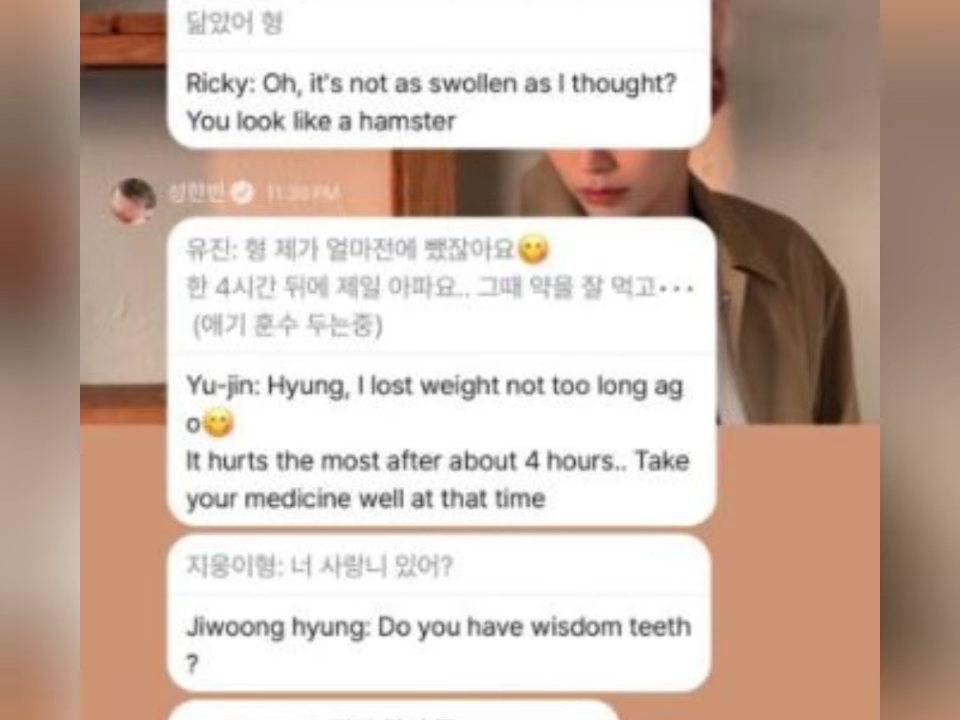 닮았어 형
Ricky: Oh, it's not as swollen as I thought?
You look like a hamster
성한빈 11:38 PM
유진: 형 제가 얼마전에 뺐잖아요😋
한 4시간 뒤에 제일 아파요.. 그때 약을 잘 먹고•••
(애기 훈수 두는중)
Yu-jin: Hyung, I lost weight not too long ag
o😋
It hurts the most after about 4 hours.. Take
your medicine well at that time
지웅이형: 너 사랑니 있어?
Jiwoong hyung: Do you have wisdom teeth
?